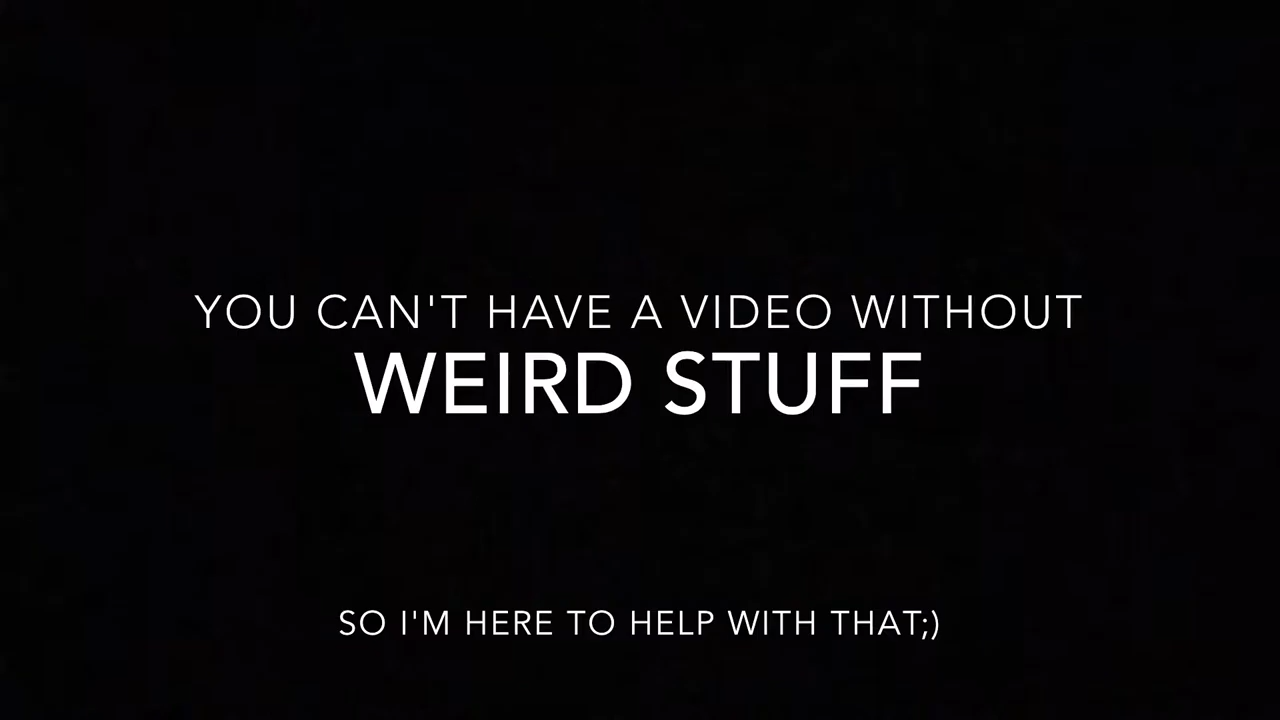 YOU CAN'T HAVE A VIDEO WITHOUT
WEIRD STUFF
SO I'M HERE TO HELP WITH THAT;)